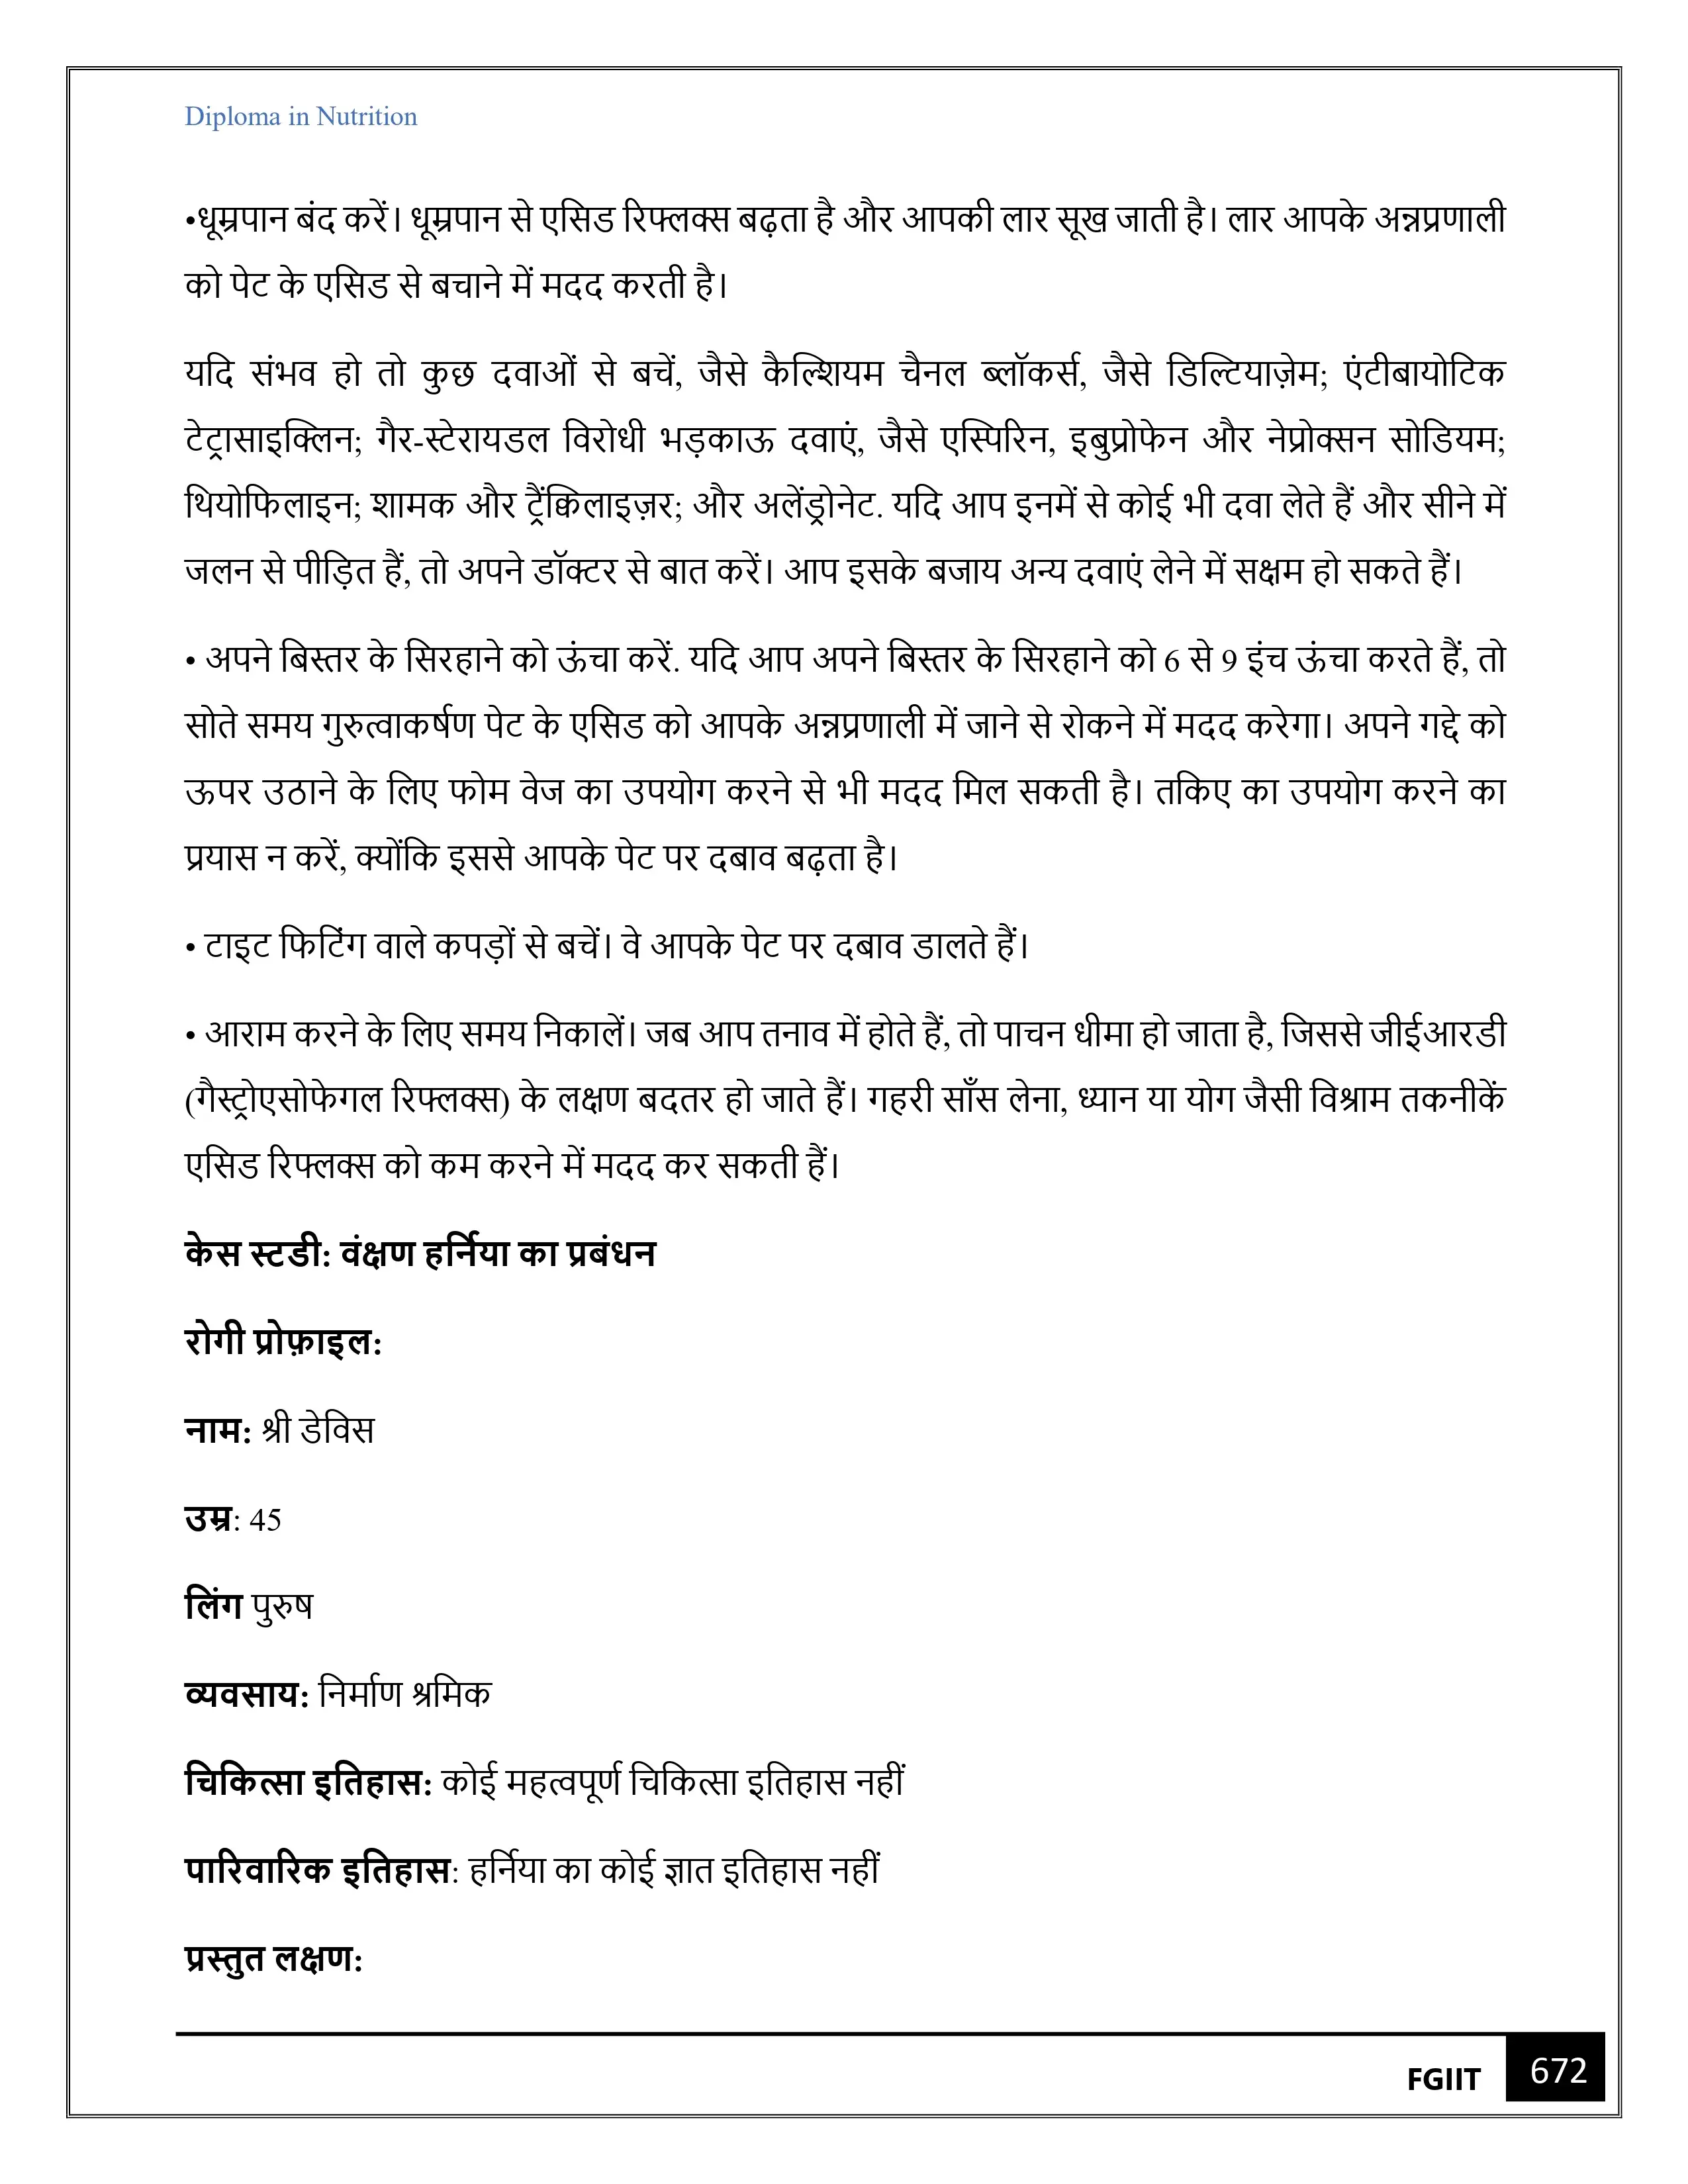 Diploma in Nutrition
•धूम्रपान बंद करें। धूम्रपान से एसिड रिफ्लक्स बढ़ता है और आपकी लार सूख जाती है। लार आपके अन्नप्रणाली
को पेट के एसिड से बचाने में मदद करती है।
यदि संभव हो तो कुछ दवाओं से बचें, जैसे कैल्शियम चैनल ब्लॉकर्स, जैसे डिल्टियाज़ेम; एंटीबायोटिक
टेट्रासाइक्लिन; गैर-स्टेरायडल विरोधी भड़काऊ दवाएं, जैसे एस्पिरिन, इबुप्रोफेन और नेप्रोक्सन सोडियम;
थियोफिलाइन; शामक और ट्रैंक्विलाइज़र; और अलेंड्रोनेट. यदि आप इनमें से कोई भी दवा लेते हैं और सीने में
जलन से पीड़ित हैं, तो अपने डॉक्टर से बात करें। आप इसके बजाय अन्य दवाएं लेने में सक्षम हो सकते हैं।
• अपने बिस्तर के सिरहाने को ऊंचा करें. यदि आप अपने बिस्तर के सिरहाने को 6 से 9 इंच ऊंचा करते हैं, तो
सोते समय गुरुत्वाकर्षण पेट के एसिड को आपके अन्नप्रणाली में जाने से रोकने में मदद करेगा। अपने गद्दे को
ऊपर उठाने के लिए फोम वेज का उपयोग करने से भी मदद मिल सकती है। तकिए का उपयोग करने का
प्रयास न करें, क्योंकि इससे आपके पेट पर दबाव बढ़ता है।
• टाइट फिटिंग वाले कपड़ों से बचें। वे आपके पेट पर दबाव डालते हैं।
• आराम करने के लिए समय निकालें। जब आप तनाव में होते हैं, तो पाचन धीमा हो जाता है, जिससे जीईआरडी
(गैस्ट्रोएसोफेगल रिफ्लक्स) के लक्षण बदतर हो जाते हैं। गहरी साँस लेना, ध्यान या योग जैसी विश्राम तकनीकें
एसिड रिफ्लक्स को कम करने में मदद कर सकती हैं।
केस स्टडी: वंक्षण हर्निया का प्रबंधन
रोगी प्रोफ़ाइल:
नाम: श्री डेविस
उम्र: 45
लिंग पुरुष
व्यवसाय: निर्माण श्रमिक
चिकित्सा इतिहास: कोई महत्वपूर्ण चिकित्सा इतिहास नहीं
पारिवारिक इतिहास: हर्निया का कोई ज्ञात इतिहास नहीं
प्रस्तुत लक्षण:
FGIIT 672